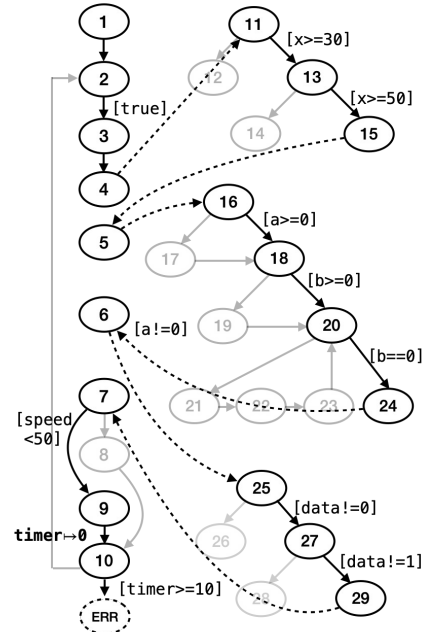 1
11
[x>=30]
2
12
13
[true]
[x>=50]
3
14
15
4
16
5
[a>=0]
17
18
[b>=0]
6
[a!=0]
19
20
[b==0]
7
21
22
23
24
[speed
<50]
8
25
[data!=0]
9
26
27
timer↦0
[data!=1]
10
[timer>=10]
28
29
ERR